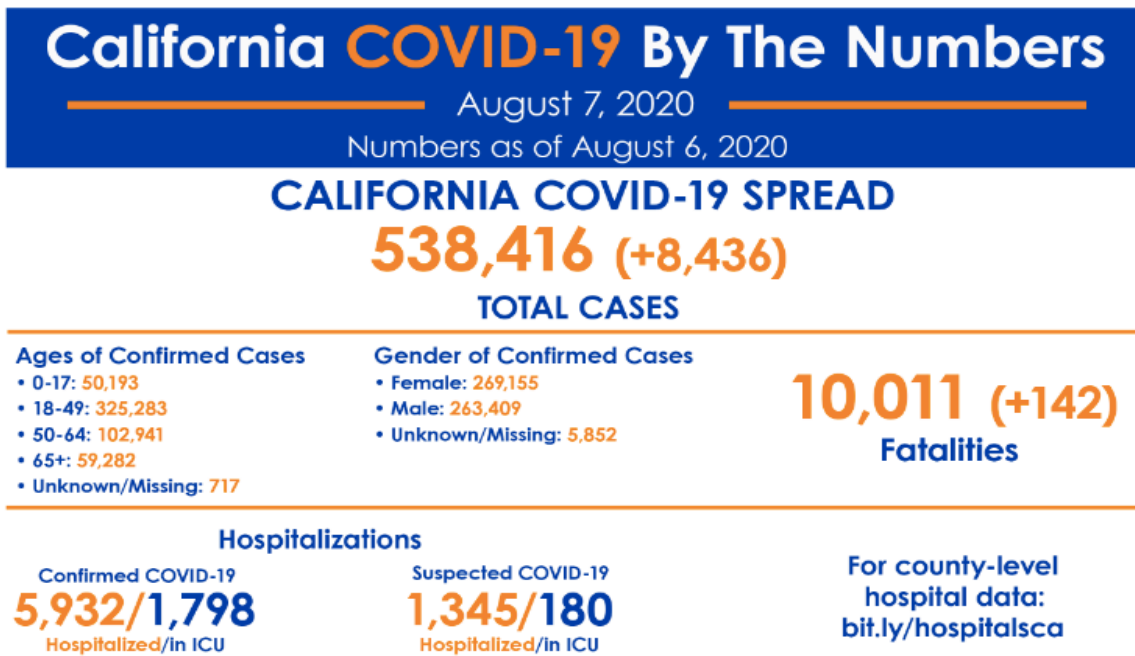 California COVID-19 By The Numbers
August 7, 2020
Numbers as of August 6, 2020
CALIFORNIA COVID-19 SPREAD
538,416 (+8,436)
TOTAL CASES
Ages of Confirmed Cases
• 0-17: 50,193
• 18-49: 325,283
• 50-64: 102,941
• 65+: 59,282
• Unknown/Missing: 717
Gender of Confirmed Cases
• Female: 269,155
• Male: 263,409
• Unknown/Missing: 5,852
10,011 (+142)
Fatalities
Hospitalizations
Confirmed COVID-19
5,932/1,798
Hospitalized/in ICU
Suspected COVID-19
1,345/180
Hospitalized/in ICU
For county-level
hospital data:
bit.ly/hospitalsca